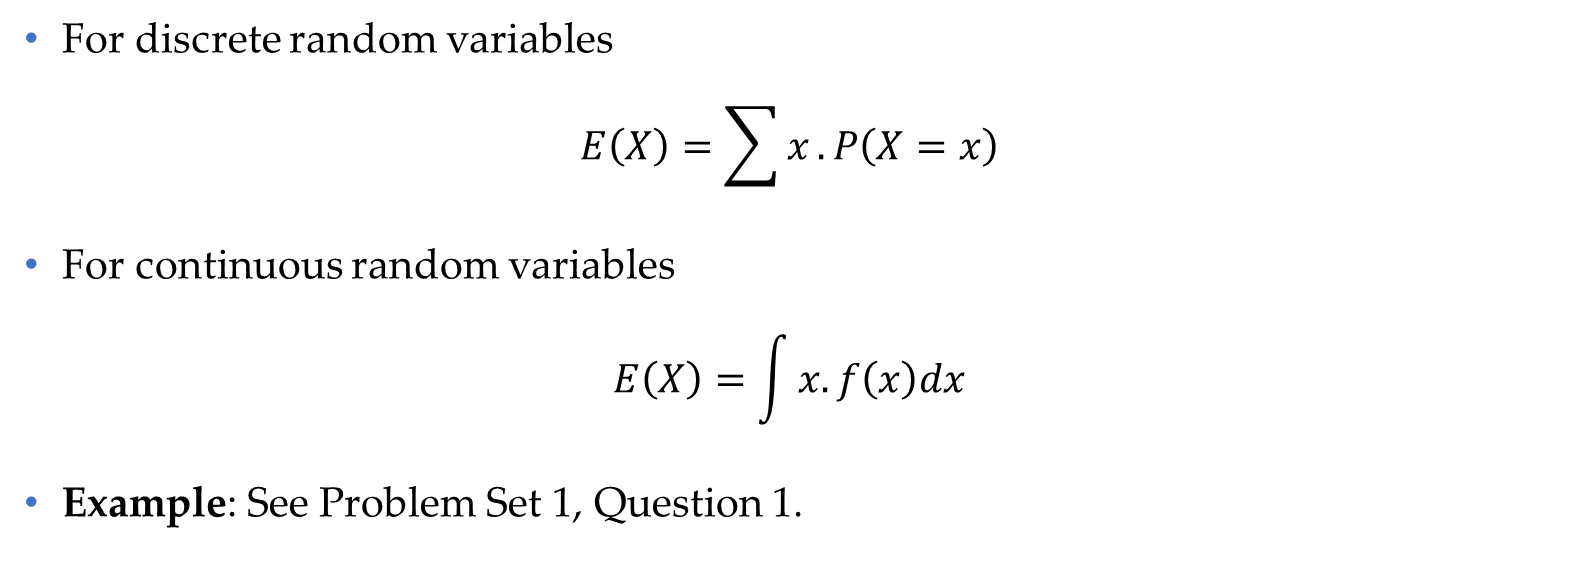 • For discrete random variables
E(X) = ∑ x . P(X = x)
• For continuous random variables
E(X) = ∫ x. f(x)dx
• Example: See Problem Set 1, Question 1.